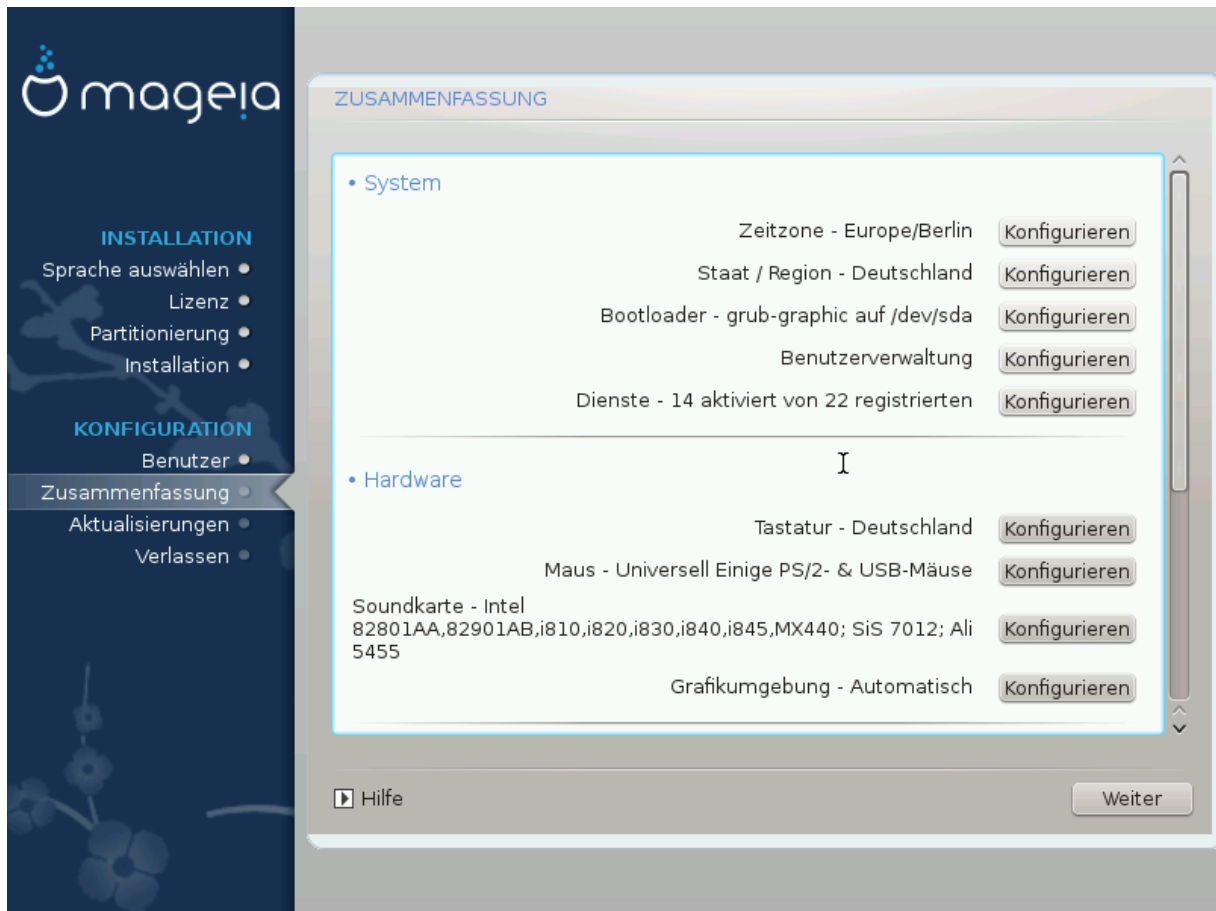 mageia
INSTALLATION
Sprache auswählen
Lizenz
Partitionierung
Installation
KONFIGURATION
Benutzer
Zusammenfassung
Aktualisierungen
Verlassen
ZUSAMMENFASSUNG
• System
Zeitzone - Europe/Berlin Konfigurieren
Staat / Region - Deutschland Konfigurieren
Bootloader - grub-graphic auf /dev/sda Konfigurieren
Benutzerverwaltung Konfigurieren
Dienste - 14 aktiviert von 22 registrierten Konfigurieren
• Hardware
Tastatur - Deutschland Konfigurieren
Maus - Universell Einige PS/2- & USB-Mäuse Konfigurieren
Soundkarte - Intel
82801AA,82901AB,i810,i820,i830,i840,i845,MX440; SiS 7012; Ali Konfigurieren
5455
Grafikumgebung - Automatisch Konfigurieren
Hilfe
Weiter